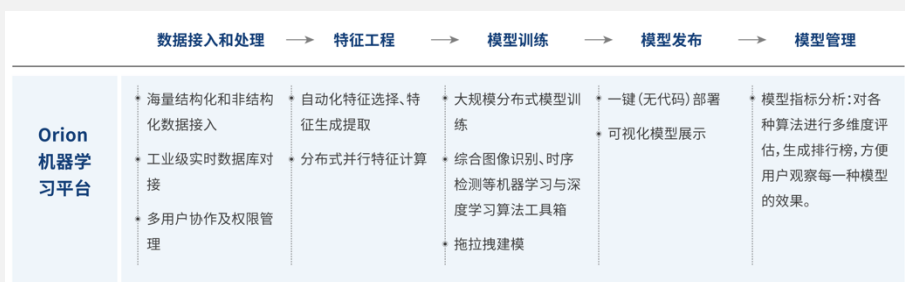 数据接入和处理 特征工程 模型训练 模型发布 模型管理
Orion
机器学
习平台
海量结构化和非结构
化数据接入
工业级实时数据库对
接
多用户协作及权限管
理
自动化特征选择、特
征生成提取
分布式并行特征计算
大规模分布式模型训
练
综合图像识别、时序
检测等机器学习与深
度学习算法工具箱
拖拉拽建模
一键（无代码）部署
可视化模型展示
模型指标分析：对各
种算法进行多维度评
估，生成排行榜，方便
用户观察每一种模型
的效果。